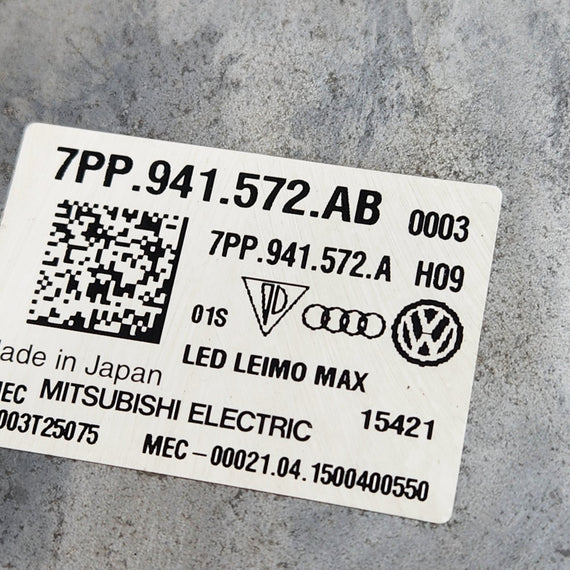 7PP.941.572.AB 0003
7PP.941.572.A H09
01S
LED LEIMO MAX
ade in Japan
EC MITSUBISHI ELECTRIC 15421
003T25075 MEC-00021.04.1500400550